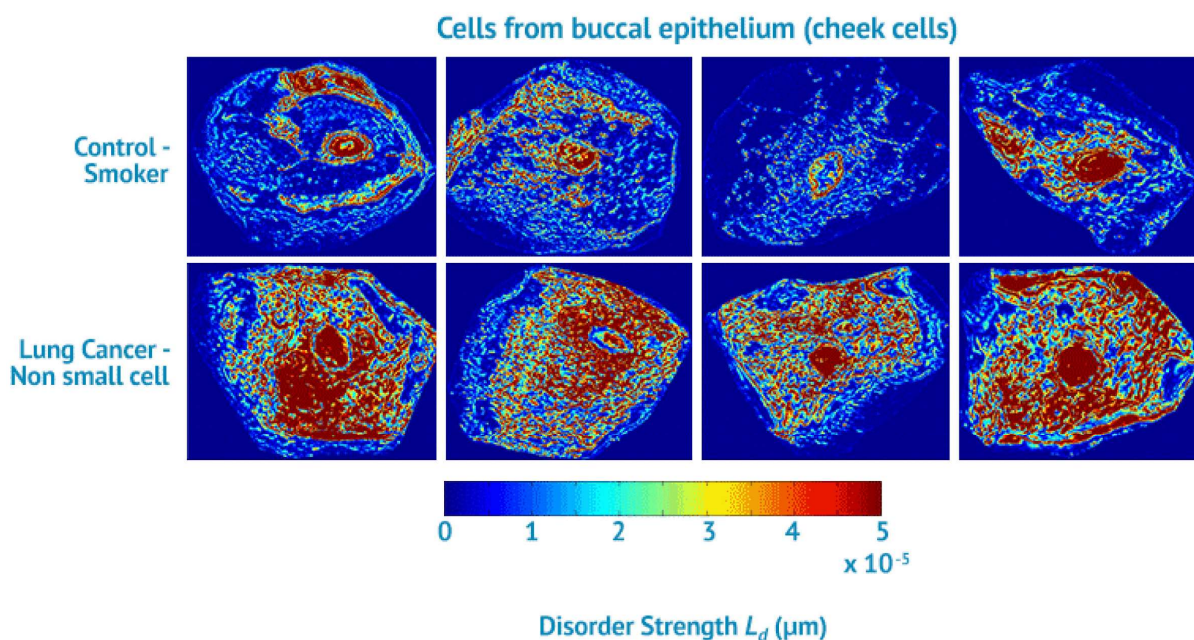 Cells from buccal epithelium (cheek cells)
Control -
Smoker
Lung Cancer -
Non small cell
0 1 2 3 4 5
x 10⁻⁵
Disorder Strength L_d (μm)